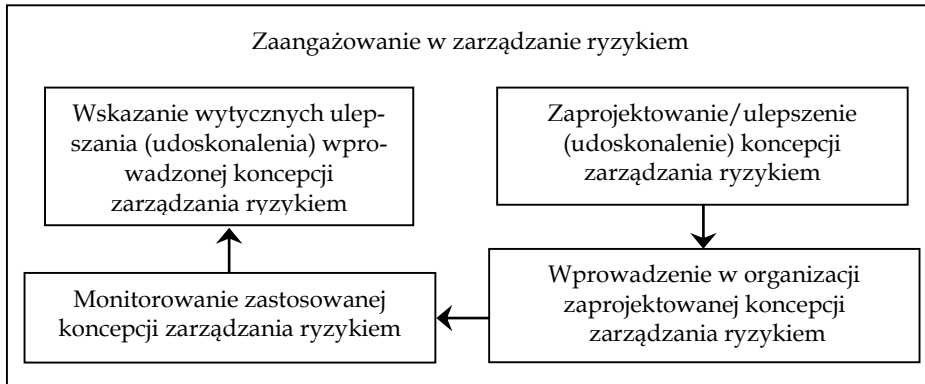 Zaangażowanie w zarządzanie ryzykiem
Wskazanie wytycznych ulep-
szania (udoskonalenia) wpro-
wadzonej koncepcji
zarządzania ryzykiem
Zaprojektowanie/ulepszenie
(udoskonalenie) koncepcji
zarządzania ryzykiem
Monitorowanie zastosowanej
koncepcji zarządzania ryzykiem
Wprowadzenie w organizacji
zaprojektowanej koncepcji
zarządzania ryzykiem